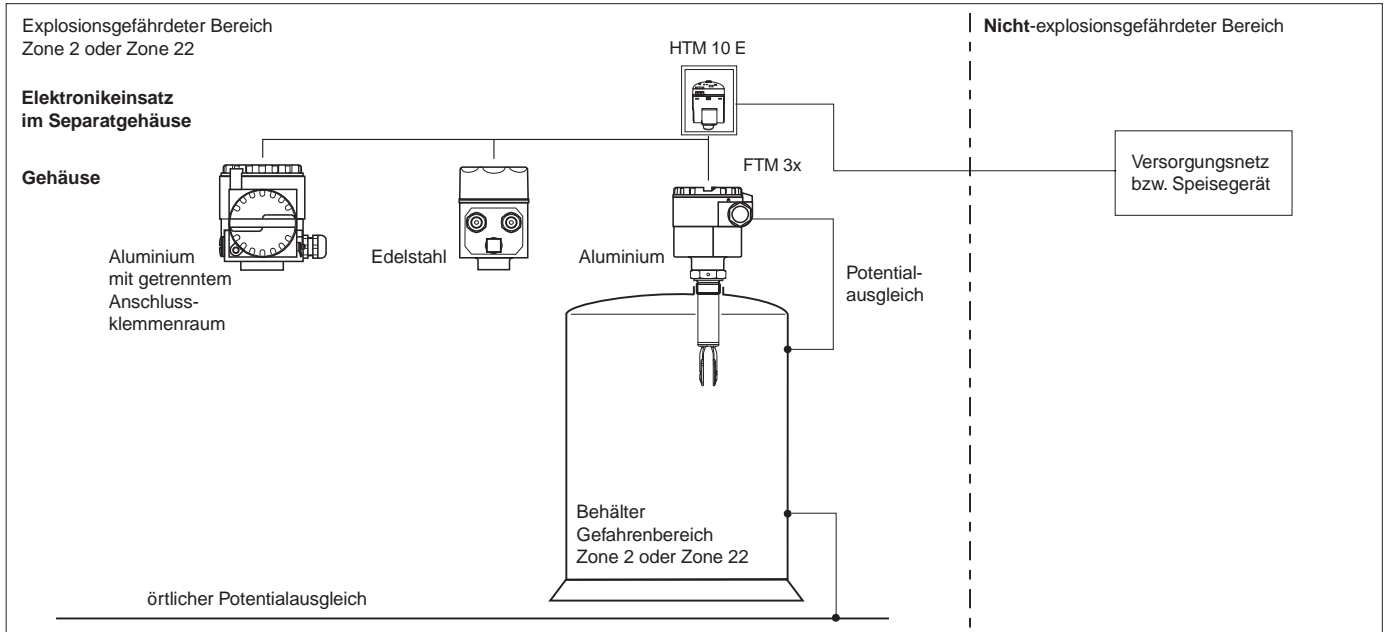 Explosionsgefährdeter Bereich
Zone 2 oder Zone 22
Nicht-explosionsgefährdeter Bereich
HTM 10 E
Elektronikeinsatz
im Separatgehäuse
Gehäuse
FTM 3x
Versorgungsnetz
bzw. Speisegerät
Aluminium
mit getrenntem
Anschluss-
klemmenraum
Edelstahl
Aluminium
Potential-
ausgleich
Behälter
Gefahrenbereich
Zone 2 oder Zone 22
örtlicher Potentialausgleich